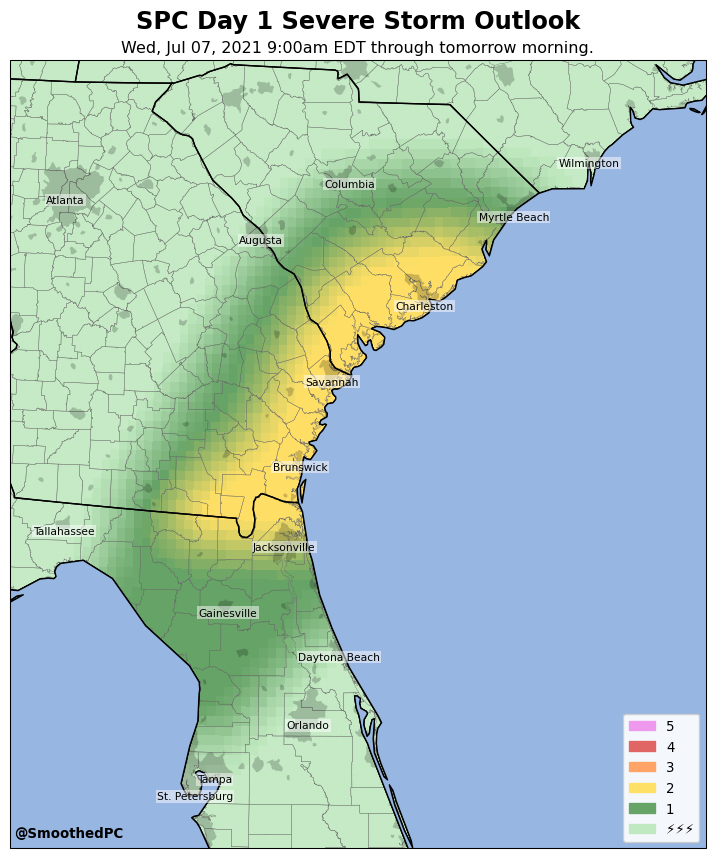 SPC Day 1 Severe Storm Outlook
Wed, Jul 07, 2021 9:00am EDT through tomorrow morning.
Wilmington
Columbia
Atlanta
Myrtle Beach
Augusta
Charleston
Savannah
Brunswick
Tallahassee
Jacksonville
Gainesville
Daytona Beach
Orlando
Tampa
St. Petersburg
5
4
3
2
1
⚡⚡⚡
@SmoothedPC